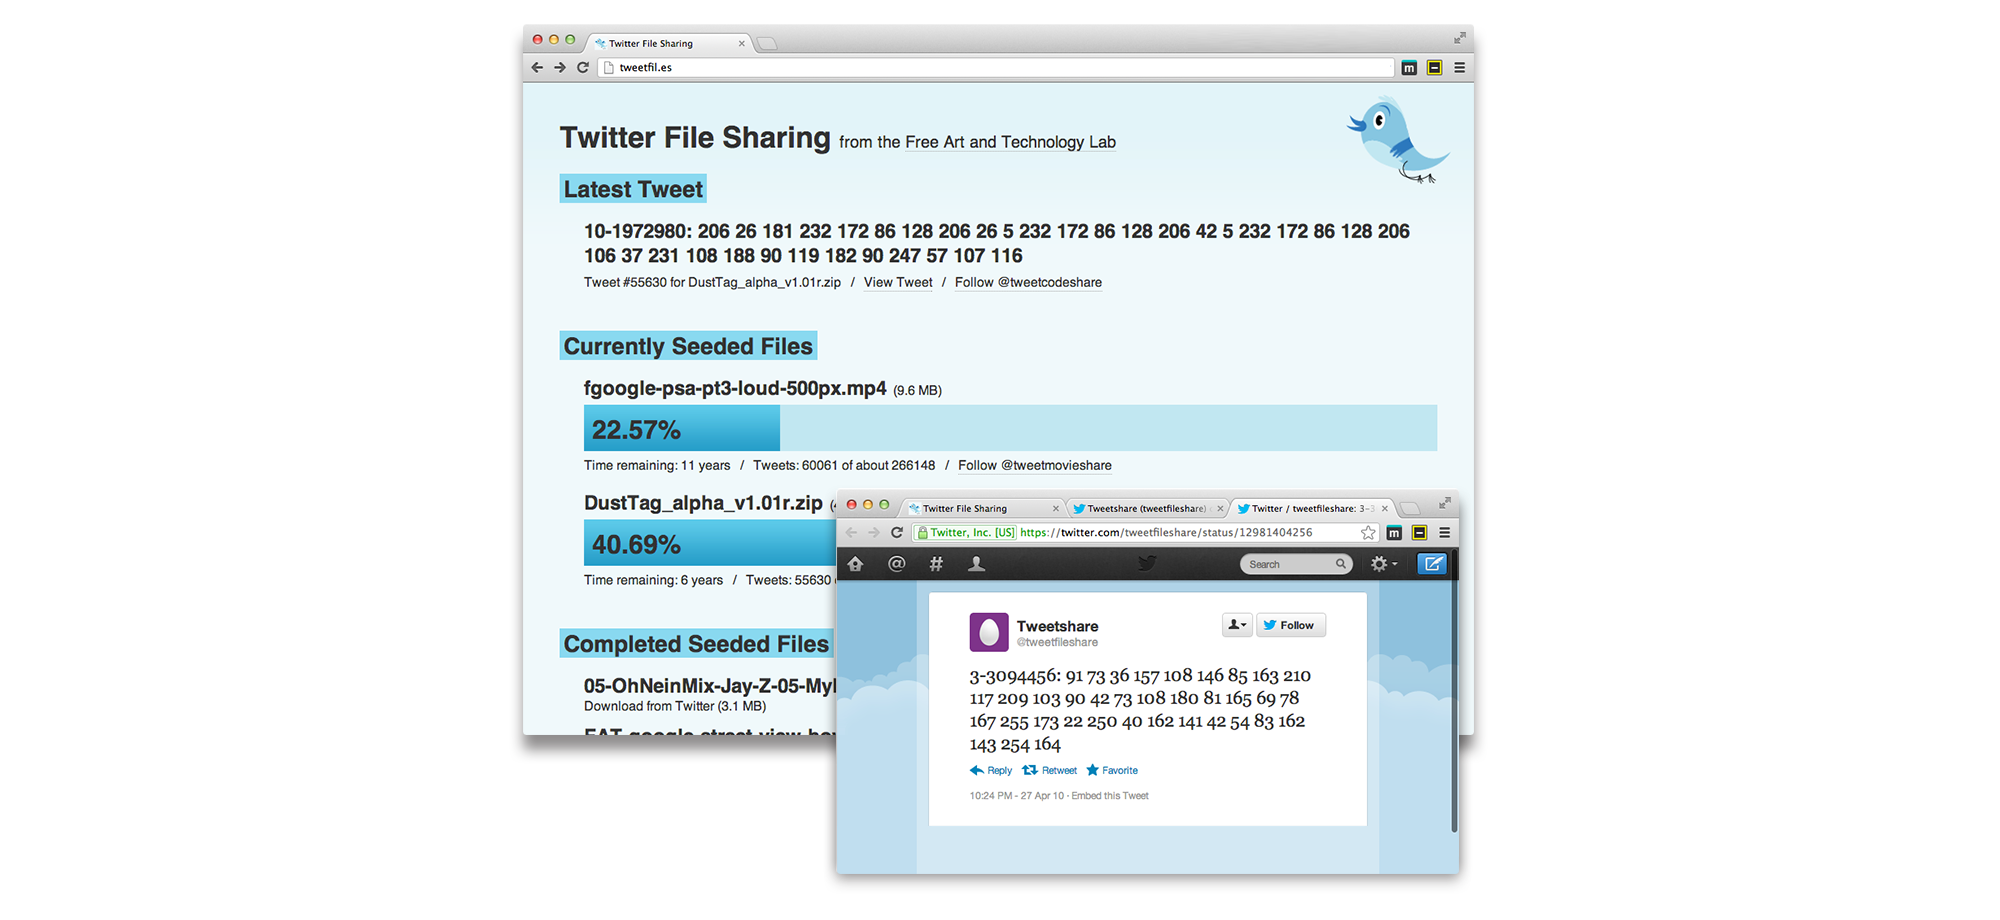 Twitter File Sharing
tweetfil.es
m
Twitter File Sharing from the Free Art and Technology Lab
Latest Tweet
10-1972980: 206 26 181 232 172 86 128 206 26 5 232 172 86 128 206 42 5 232 172 86 128 206
106 37 231 108 188 90 119 182 90 247 57 107 116
Tweet #55630 for DustTag_alpha_v1.01r.zip / View Tweet / Follow @tweetcodeshare
Currently Seeded Files
fgoogle-psa-pt3-loud-500px.mp4 (9.6 MB)
22.57%
Time remaining: 11 years / Tweets: 60061 of about 266148 / Follow @tweetmovieshare
DustTag_alpha_v1.01r.zip
40.69%
Time remaining: 6 years / Tweets: 55630
Completed Seeded Files
05-OhNeinMix-Jay-Z-05-My
Download from Twitter (3.1 MB)
Twitter File Sharing
Tweetshare (tweetfileshare)
Twitter / tweetfileshare: 3-3
Twitter, Inc. [US] https://twitter.com/tweetfileshare/status/12981404256
m
@ #
Search
Tweetshare
@tweetfileshare
Follow
3-3094456: 91 73 36 157 108 146 85 163 210
117 209 103 90 42 73 108 180 81 165 69 78
167 255 173 22 250 40 162 141 42 54 83 162
143 254 164
Reply Retweet Favorite
10:24 PM - 27 Apr 10 · Embed this Tweet